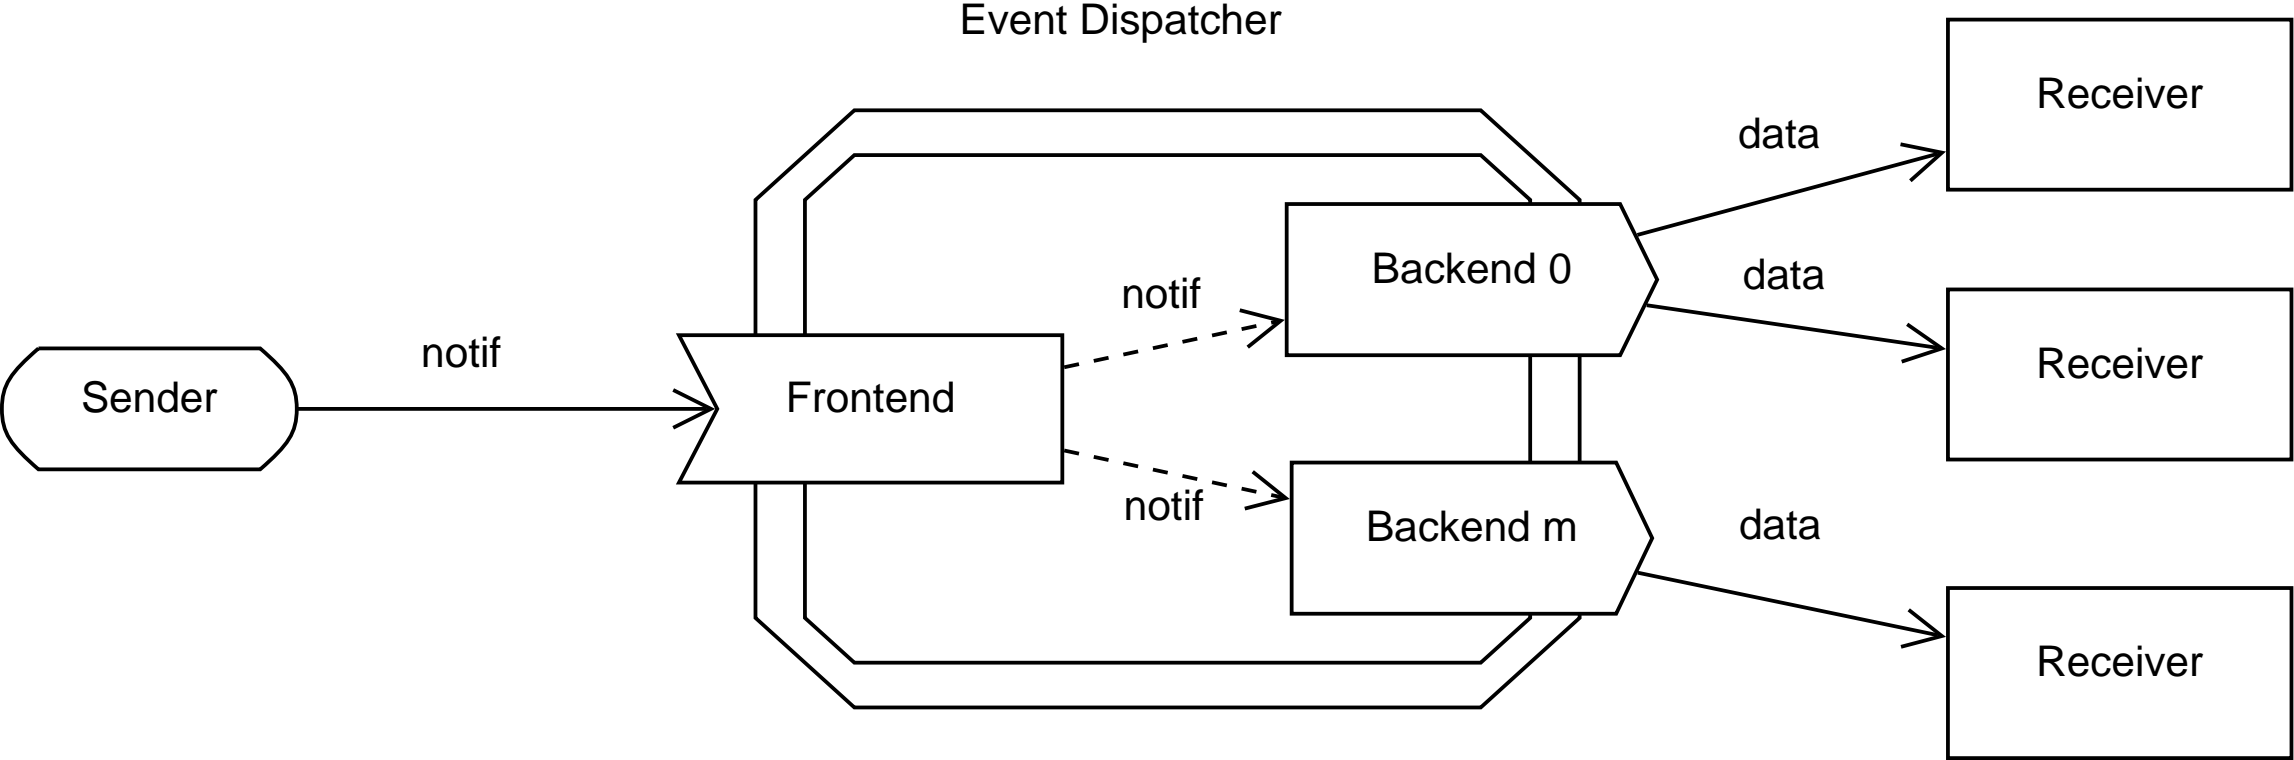 Event Dispatcher
Receiver
data
Backend 0
data
notif
notif
Receiver
Sender
Frontend
notif
Backend m
data
Receiver